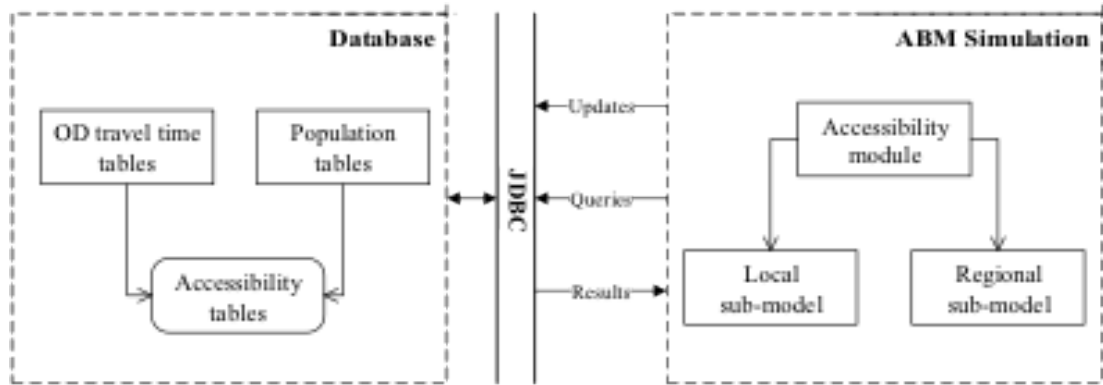 Database
OD travel time
tables
Population
tables
Accessibility
tables
JDBC
Updates
Queries
Results
ABM Simulation
Accessibility
module
Local
sub-model
Regional
sub-model